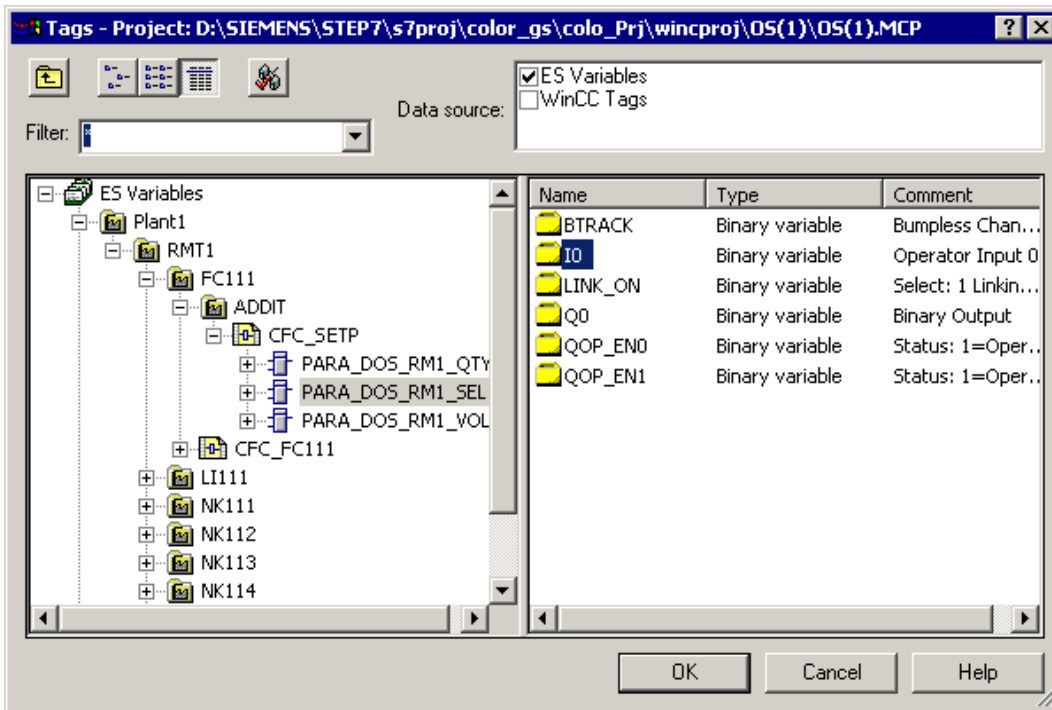 Tags - Project: D:\SIEMENS\STEP7\s7proj\color_gs\colo_Prj\wincproj\OS(1)\OS(1).MCP
Filter: *
Data source:
ES Variables
WinCC Tags
ES Variables
Plant1
RMT1
FC111
ADDIT
CFC_SETP
PARA_DOS_RM1_QTY
PARA_DOS_RM1_SEL
PARA_DOS_RM1_VOL
CFC_FC111
LI111
NK111
NK112
NK113
NK114
Name Type Comment
BTRACK Binary variable Bumpless Chan...
I0 Binary variable Operator Input 0
LINK_ON Binary variable Select: 1 Linkin...
Q0 Binary variable Binary Output
QOP_EN0 Binary variable Status: 1=Oper...
QOP_EN1 Binary variable Status: 1=Oper...
OK Cancel Help